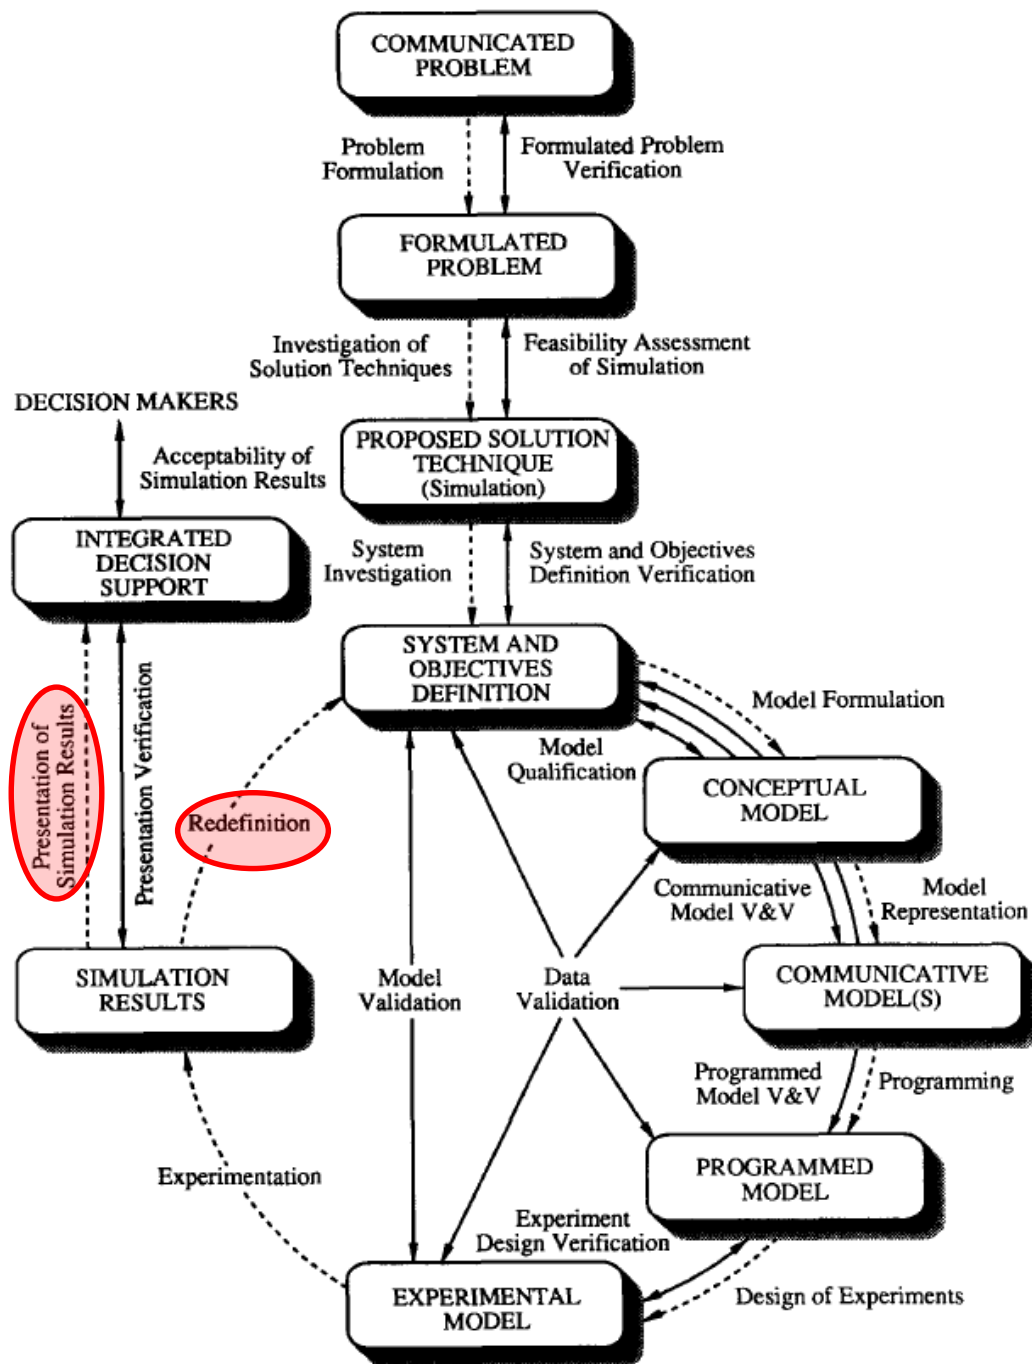 COMMUNICATED
PROBLEM
Problem
Formulation
Formulated Problem
Verification
FORMULATED
PROBLEM
Investigation of
Solution Techniques
Feasibility Assessment
of Simulation
DECISION MAKERS
Acceptability of
Simulation Results
PROPOSED SOLUTION
TECHNIQUE
(Simulation)
INTEGRATED
DECISION
SUPPORT
System
Investigation
System and Objectives
Definition Verification
SYSTEM AND
OBJECTIVES
DEFINITION
Model Formulation
Presentation of
Simulation Results
Presentation Verification
Redefinition
Model
Qualification
CONCEPTUAL
MODEL
Communicative
Model V&V
Model
Representation
SIMULATION
RESULTS
Model
Validation
Data
Validation
COMMUNICATIVE
MODEL(S)
Programmed
Model V&V
Programming
Experimentation
PROGRAMMED
MODEL
Experiment
Design Verification
EXPERIMENTAL
MODEL
Design of Experiments